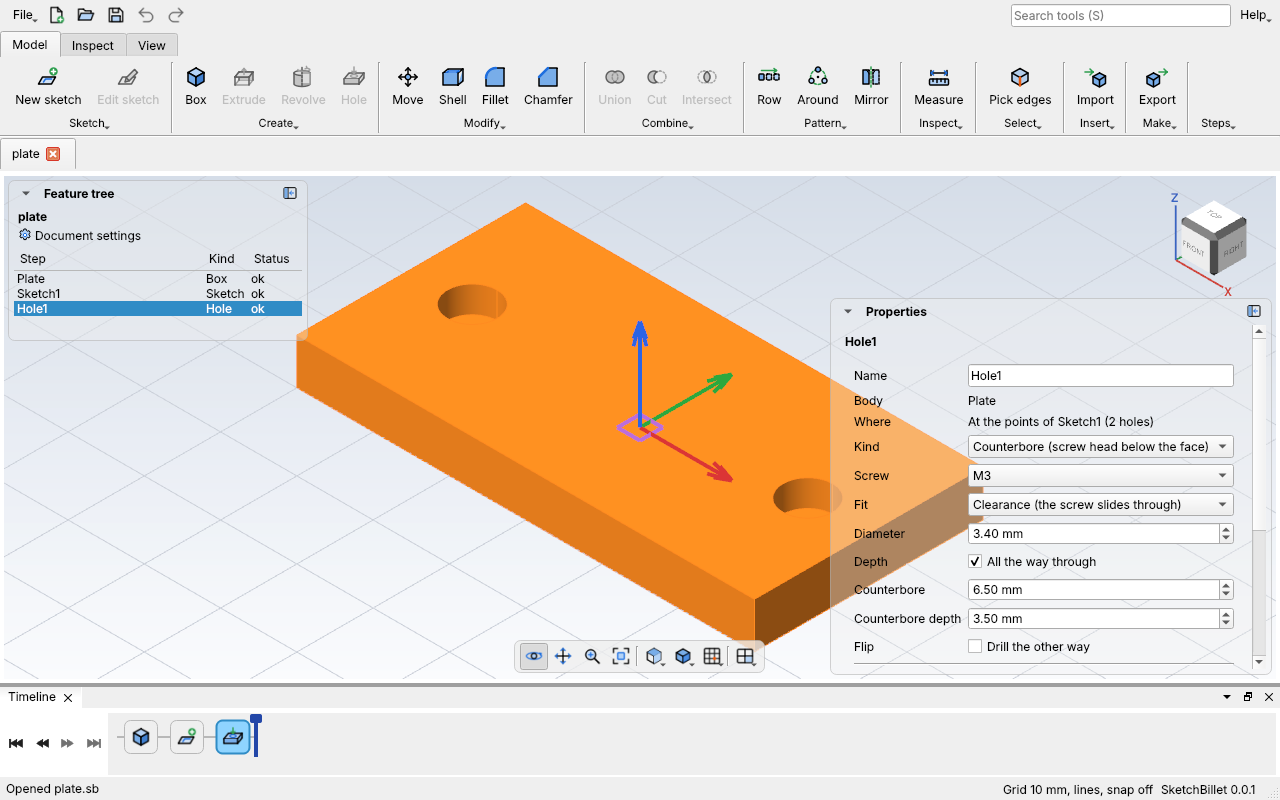 File
Search tools (S)
Help
Model Inspect View
New sketch Edit sketch Box Extrude Revolve Hole Move Shell Fillet Chamfer Union Cut Intersect Row Around Mirror Measure Pick edges Import Export
Sketch Create Modify Combine Pattern Inspect Select Insert Make Steps
plate
Feature tree
plate
Document settings
Step Kind Status
Plate Box ok
Sketch1 Sketch ok
Hole1 Hole ok
Z
TOP
FRONT RIGHT
X
Properties
Hole1
Name Hole1
Body Plate
Where At the points of Sketch1 (2 holes)
Kind Counterbore (screw head below the face)
Screw M3
Fit Clearance (the screw slides through)
Diameter 3.40 mm
Depth All the way through
Counterbore 6.50 mm
Counterbore depth 3.50 mm
Flip Drill the other way
Timeline
Opened plate.sb
Grid 10 mm, lines, snap off SketchBillet 0.0.1